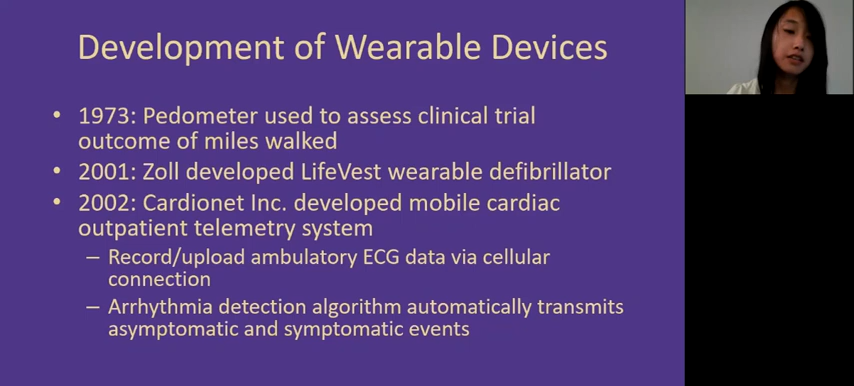 Development of Wearable Devices
• 1973: Pedometer used to assess clinical trial
outcome of miles walked
• 2001: Zoll developed LifeVest wearable defibrillator
• 2002: Cardionet Inc. developed mobile cardiac
outpatient telemetry system
– Record/upload ambulatory ECG data via cellular
connection
– Arrhythmia detection algorithm automatically transmits
asymptomatic and symptomatic events